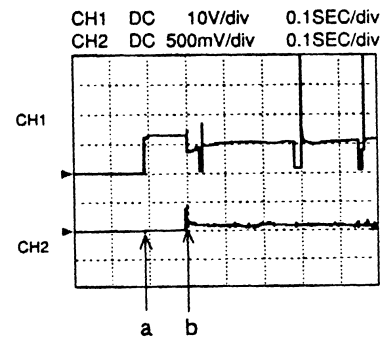 CH1 DC 10V/div 0.1SEC/div
CH2 DC 500mV/div 0.1SEC/div
CH1
CH2
a b